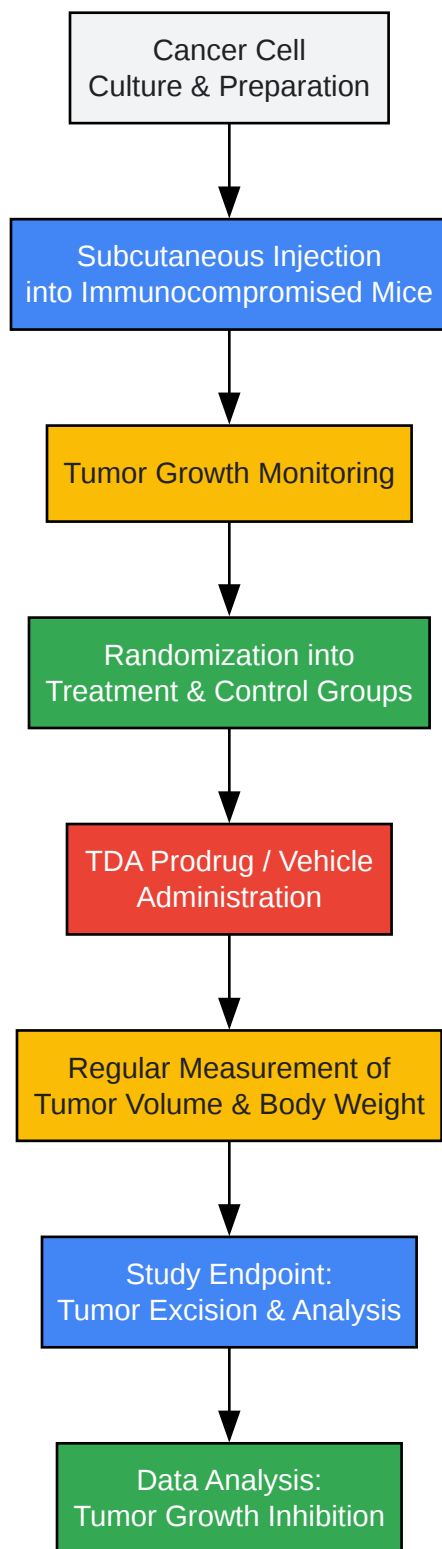 Cancer Cell
Culture & Preparation
Subcutaneous Injection
into Immunocompromised Mice
Tumor Growth Monitoring
Randomization into
Treatment & Control Groups
TDA Prodrug / Vehicle
Administration
Regular Measurement of
Tumor Volume & Body Weight
Study Endpoint:
Tumor Excision & Analysis
Data Analysis:
Tumor Growth Inhibition